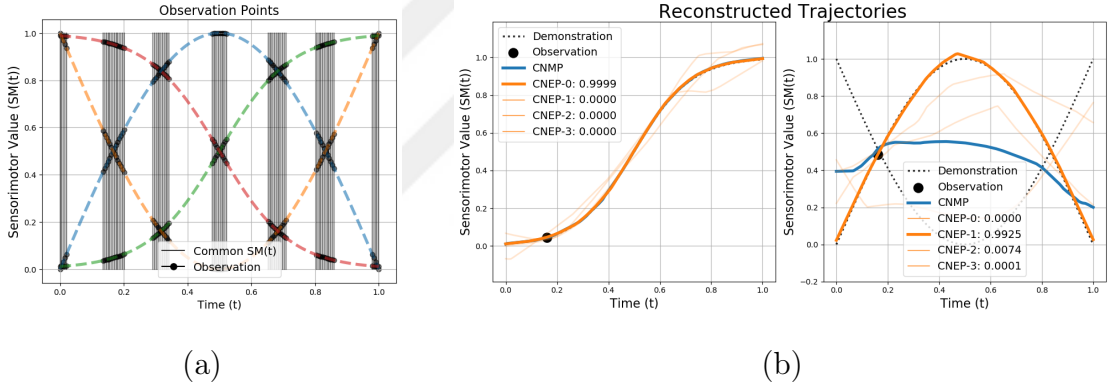 Observation Points
Sensorimotor Value (SM(t))
1.0
0.8
0.6
0.4
0.2
0.0
Common SM(t)
Observation
0.0 0.2 0.4 0.6 0.8 1.0
Time (t)
(a)
Reconstructed Trajectories
Sensorimotor Value (SM(t))
1.0
0.8
0.6
0.4
0.2
0.0
Demonstration
Observation
CNMP
CNEP-0: 0.9999
CNEP-1: 0.0000
CNEP-2: 0.0000
CNEP-3: 0.0000
0.0 0.2 0.4 0.6 0.8 1.0
Time (t)
Sensorimotor Value (SM(t))
1.0
0.8
0.6
0.4
0.2
0.0
−0.2
Demonstration
Observation
CNMP
CNEP-0: 0.0000
CNEP-1: 0.9925
CNEP-2: 0.0074
CNEP-3: 0.0001
0.0 0.2 0.4 0.6 0.8 1.0
Time (t)
(b)